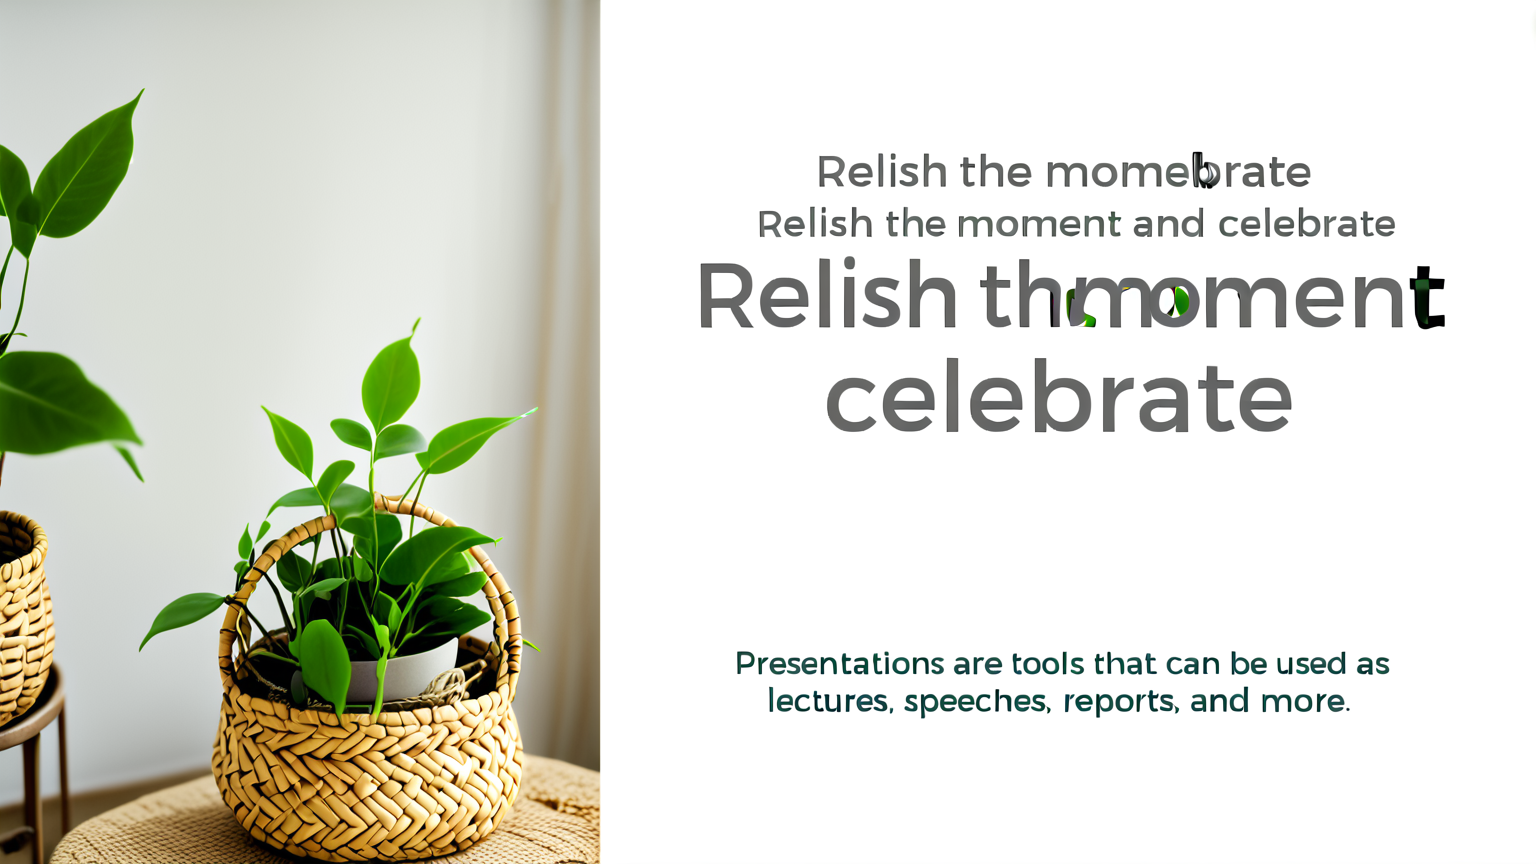 Relish the momebrate
Relish the moment and celebrate
Relish thmoment
celebrate
Presentations are tools that can be used as
lectures, speeches, reports, and more.